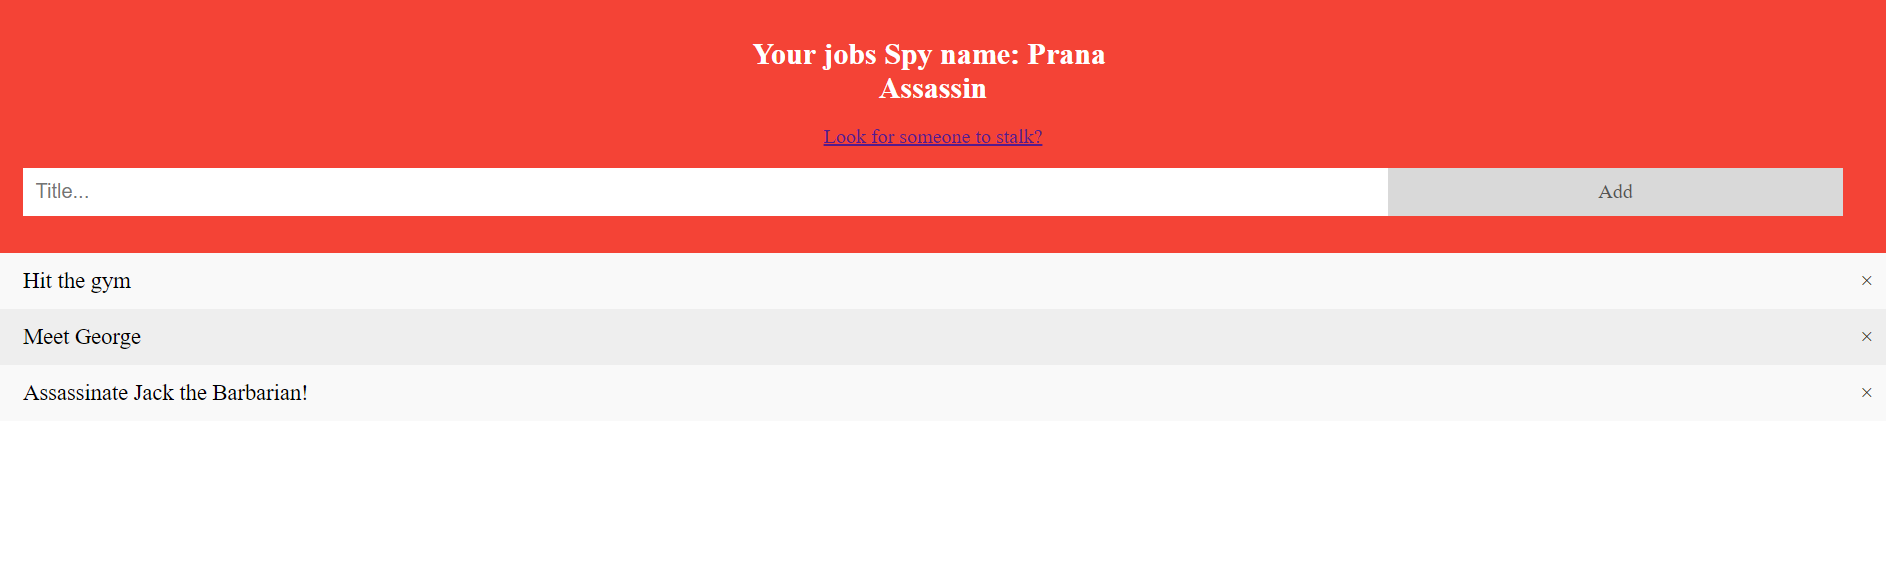 Your jobs Spy name: Prana
Assassin
Look for someone to stalk?
Title...
Add
Hit the gym
×
Meet George
×
Assassinate Jack the Barbarian!
×